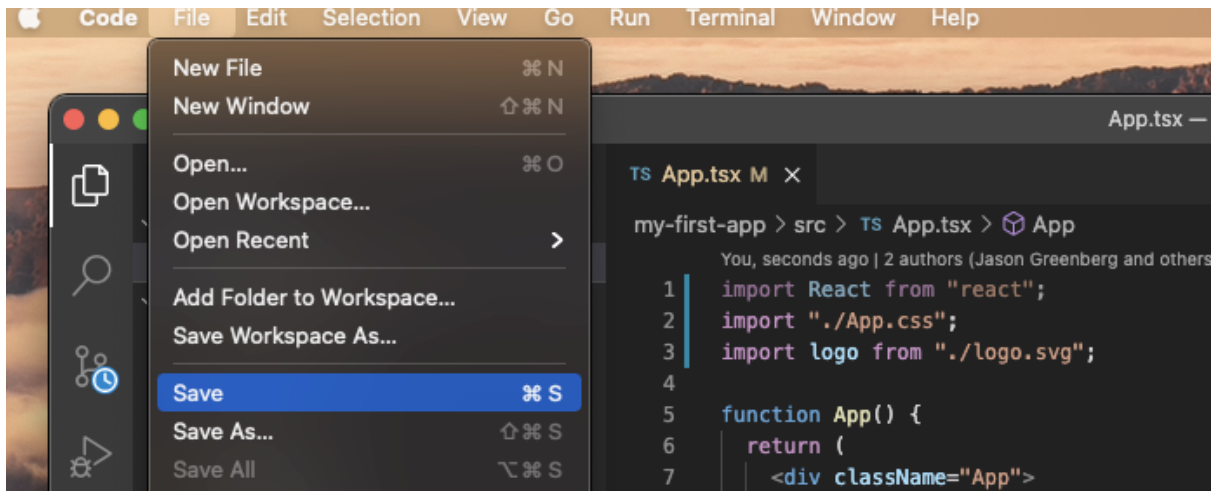 Code File Edit Selection View Go Run Terminal Window Help
New File ⌘ N
New Window ⇧ ⌘ N
Open... ⌘ O
Open Workspace...
Open Recent >
Add Folder to Workspace...
Save Workspace As...
Save ⌘ S
Save As... ⇧ ⌘ S
Save All ⌥ ⌘ S
App.tsx —
TS App.tsx M ×
my-first-app > src > TS App.tsx > App
You, seconds ago | 2 authors (Jason Greenberg and others
1 import React from "react";
2 import "./App.css";
3 import logo from "./logo.svg";
4
5 function App() {
6 return (
7 <div className="App">